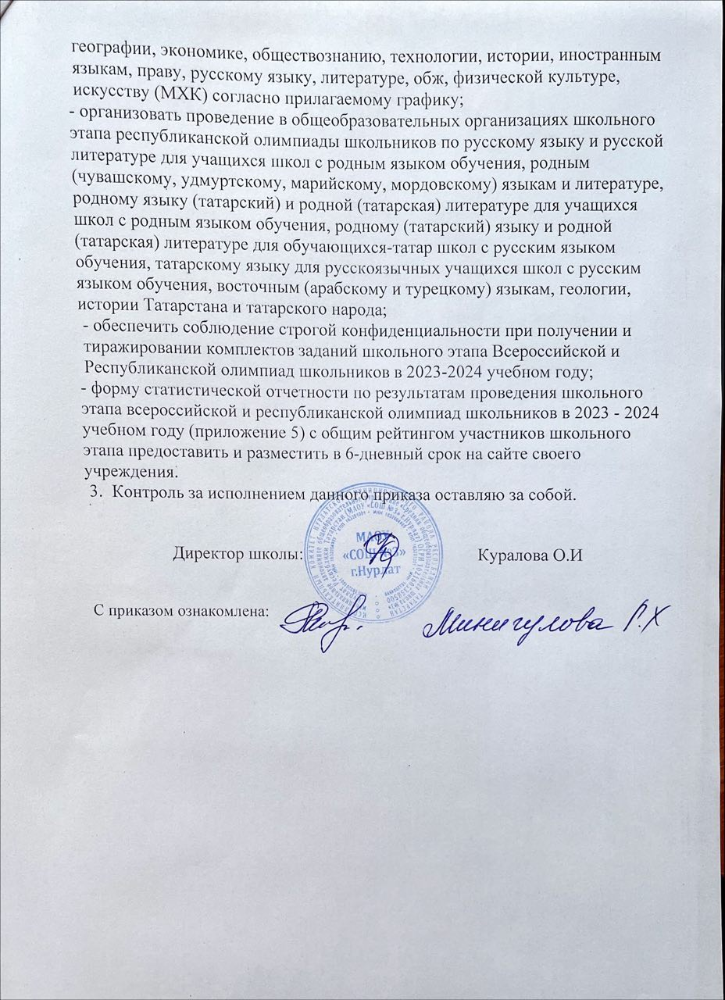 географии, экономике, обществознанию, технологии, истории, иностранным
языкам, праву, русскому языку, литературе, обж, физической культуре,
искусству (МХК) согласно прилагаемому графику;
- организовать проведение в общеобразовательных организациях школьного
этапа республиканской олимпиады школьников по русскому языку и русской
литературе для учащихся школ с родным языком обучения, родным
(чувашскому, удмуртскому, марийскому, мордовскому) языкам и литературе,
родному языку (татарский) и родной (татарская) литературе для учащихся
школ с родным языком обучения, родному (татарский) языку и родной
(татарская) литературе для обучающихся-татар школ с русским языком
обучения, татарскому языку для русскоязычных учащихся школ с русским
языком обучения, восточным (арабскому и турецкому) языкам, геологии,
истории Татарстана и татарского народа;
- обеспечить соблюдение строгой конфиденциальности при получении и
тиражировании комплектов заданий школьного этапа Всероссийской и
Республиканской олимпиад школьников в 2023-2024 учебном году;
- форму статистической отчетности по результатам проведения школьного
этапа всероссийской и республиканской олимпиад школьников в 2023 - 2024
учебном году (приложение 5) с общим рейтингом участников школьного
этапа предоставить и разместить в 6-дневный срок на сайте своего
учреждения.
3. Контроль за исполнением данного приказа оставляю за собой.
МАОУ
Директор школы: «СОШ №3» Куралова О.И
г.Нурлат
С приказом ознакомлена: Минигулова Г.Х